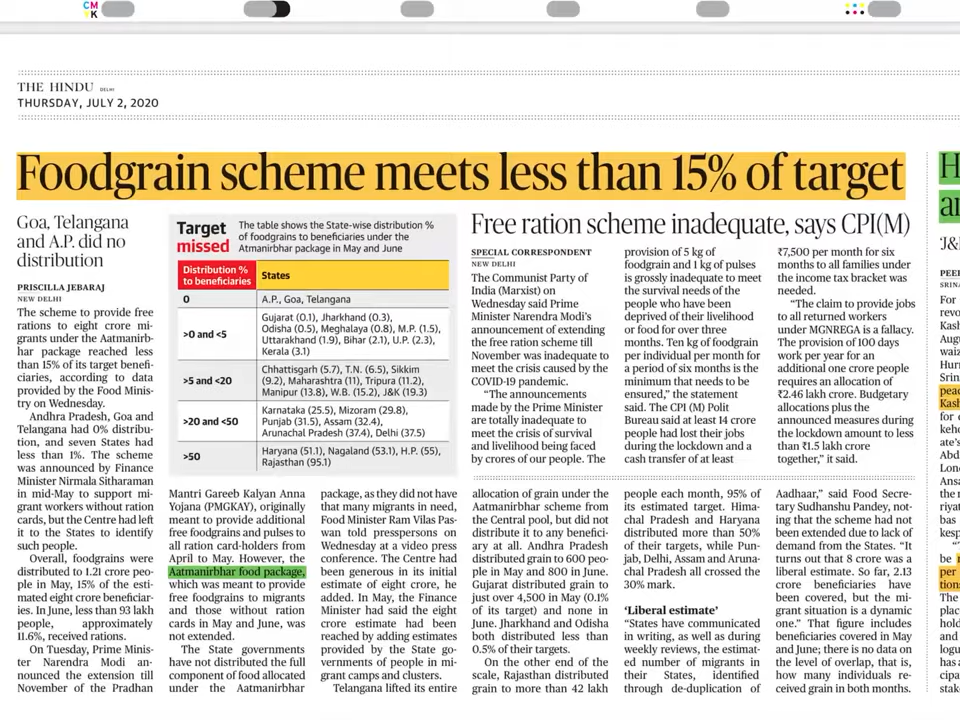 CM
YK
THE HINDU DELHI
THURSDAY, JULY 2, 2020
Foodgrain scheme meets less than 15% of target
Goa, Telangana
and A.P. did no
distribution
PRISCILLA JEBARAJ
NEW DELHI
The scheme to provide free
rations to eight crore mi-
grants under the Aatmanirb-
har package reached less
than 15% of its target benefi-
ciaries, according to data
provided by the Food Minis-
try on Wednesday.
Andhra Pradesh, Goa and
Telangana had 0% distribu-
tion, and seven States had
less than 1%. The scheme
was announced by Finance
Minister Nirmala Sitharaman
in mid-May to support mi-
grant workers without ration
cards, but the Centre had left
it to the States to identify
such people.
Overall, foodgrains were
distributed to 1.21 crore peo-
ple in May, 15% of the esti-
mated eight crore beneficiar-
ies. In June, less than 93 lakh
people, approximately
11.6%, received rations.
On Tuesday, Prime Minis-
ter Narendra Modi an-
nounced the extension till
November of the Pradhan
Target
missed
The table shows the State-wise distribution %
of foodgrains to beneficiaries under the
Atmanirbhar package in May and June
Distribution %
to beneficiaries
States
0
A.P., Goa, Telangana
>0 and <5
Gujarat (0.1), Jharkhand (0.3),
Odisha (0.5), Meghalaya (0.8), M.P. (1.5),
Uttarakhand (1.9), Bihar (2.1), U.P. (2.3),
Kerala (3.1)
>5 and <20
Chhattisgarh (5.7), T.N. (6.5), Sikkim
(9.2), Maharashtra (11), Tripura (11.2),
Manipur (13.8), W.B. (15.2), J&K (19.3)
>20 and <50
Karnataka (25.5), Mizoram (29.8),
Punjab (31.5), Assam (32.4),
Arunachal Pradesh (37.4), Delhi (37.5)
>50
Haryana (51.1), Nagaland (53.1), H.P. (55),
Rajasthan (95.1)
Mantri Gareeb Kalyan Anna
Yojana (PMGKAY), originally
meant to provide additional
free foodgrains and pulses to
all ration card-holders from
April to May. However, the
Aatmanirbhar food package,
which was meant to provide
free foodgrains to migrants
and those without ration
cards in May and June, was
not extended.
The State governments
have not distributed the full
component of food allocated
under the Aatmanirbhar
package, as they did not have
that many migrants in need,
Food Minister Ram Vilas Pas-
wan told presspersons on
Wednesday at a video press
conference. The Centre had
been generous in its initial
estimate of eight crore, he
added. In May, the Finance
Minister had said the eight
crore estimate had been
reached by adding estimates
provided by the State go-
vernments of people in mi-
grant camps and clusters.
Telangana lifted its entire
allocation of grain under the
Aatmanirbhar scheme from
the Central pool, but did not
distribute it to any benefici-
ary at all. Andhra Pradesh
distributed grain to 600 peo-
ple in May and 800 in June.
Gujarat distributed grain to
just over 4,500 in May (0.1%
of its target) and none in
June. Jharkhand and Odisha
both distributed less than
0.5% of their targets.
On the other end of the
scale, Rajasthan distributed
grain to more than 42 lakh
people each month, 95% of
its estimated target. Hima-
chal Pradesh and Haryana
distributed more than 50%
of their targets, while Pun-
jab, Delhi, Assam and Aruna-
chal Pradesh all crossed the
30% mark.
‘Liberal estimate’
“States have communicated
in writing, as well as during
weekly reviews, the estimat-
ed number of migrants in
their States, identified
through de-duplication of
Aadhaar,” said Food Secre-
tary Sudhanshu Pandey, not-
ing that the scheme had not
been extended due to lack of
demand from the States. “It
turns out that 8 crore was a
liberal estimate. So far, 2.13
crore beneficiaries have
been covered, but the mi-
grant situation is a dynamic
one.” That figure includes
beneficiaries covered in May
and June; there is no data on
the level of overlap, that is,
how many individuals re-
ceived grain in both months.
Free ration scheme inadequate, says CPI(M)
SPECIAL CORRESPONDENT
NEW DELHI
The Communist Party of
India (Marxist) on
Wednesday said Prime
Minister Narendra Modi’s
announcement of extending
the free ration scheme till
November was inadequate to
meet the crisis caused by the
COVID-19 pandemic.
“The announcements
made by the Prime Minister
are totally inadequate to
meet the crisis of survival
and livelihood being faced
by crores of our people. The
provision of 5 kg of
foodgrain and 1 kg of pulses
is grossly inadequate to meet
the survival needs of the
people who have been
deprived of their livelihood
or food for over three
months. Ten kg of foodgrain
per individual per month for
a period of six months is the
minimum that needs to be
ensured,” the statement
said. The CPI (M) Polit
Bureau said at least 14 crore
people had lost their jobs
during the lockdown and a
cash transfer of at least
₹7,500 per month for six
months to all families under
the income tax bracket was
needed.
“The claim to provide jobs
to all returned workers
under MGNREGA is a fallacy.
The provision of 100 days
work per year for an
additional one crore people
requires an allocation of
₹2.46 lakh crore. Budgetary
allocations plus the
announced measures during
the lockdown amount to less
than ₹1.5 lakh crore
together,” it said.